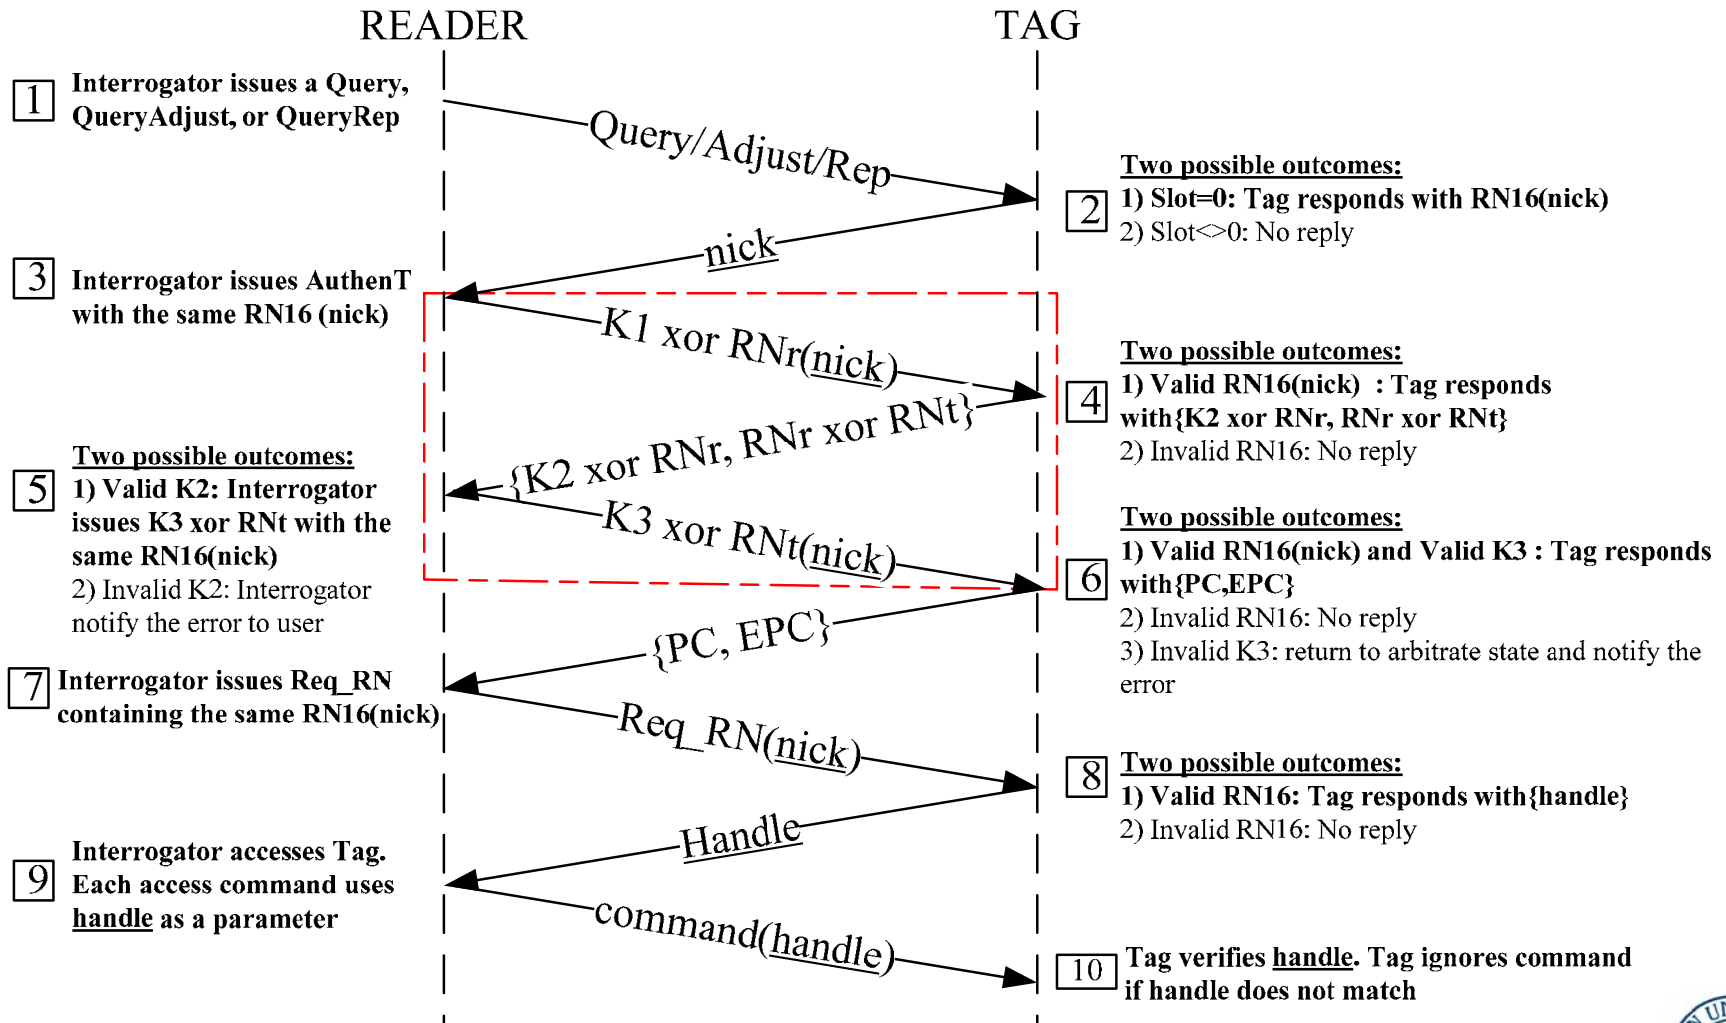 READER
TAG
1
Interrogator issues a Query,
QueryAdjust, or QueryRep
Query/Adjust/Rep
Two possible outcomes:
2
1) Slot=0: Tag responds with RN16(nick)
2) Slot<>0: No reply
nick
3
Interrogator issues AuthenT
with the same RN16 (nick)
K1 xor RNr(nick)
Two possible outcomes:
4
1) Valid RN16(nick) : Tag responds
with{K2 xor RNr, RNr xor RNt}
2) Invalid RN16: No reply
{K2 xor RNr, RNr xor RNt}
Two possible outcomes:
5
1) Valid K2: Interrogator
issues K3 xor RNt with the
same RN16(nick)
2) Invalid K2: Interrogator
notify the error to user
K3 xor RNt(nick)
Two possible outcomes:
6
1) Valid RN16(nick) and Valid K3 : Tag responds
with{PC,EPC}
2) Invalid RN16: No reply
3) Invalid K3: return to arbitrate state and notify the
error
{PC, EPC}
7
Interrogator issues Req_RN
containing the same RN16(nick)
Req_RN(nick)
Two possible outcomes:
8
1) Valid RN16: Tag responds with{handle}
2) Invalid RN16: No reply
Handle
9
Interrogator accesses Tag.
Each access command uses
handle as a parameter
command(handle)
10
Tag verifies handle. Tag ignores command
if handle does not match